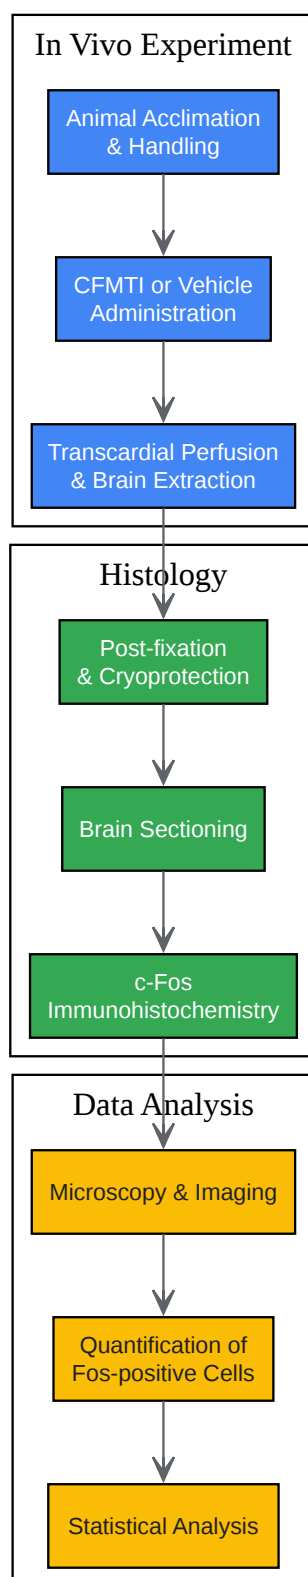 In Vivo Experiment
Animal Acclimation
& Handling
CFMTI or Vehicle
Administration
Transcardial Perfusion
& Brain Extraction
Histology
Post-fixation
& Cryoprotection
Brain Sectioning
c-Fos
Immunohistochemistry
Data Analysis
Microscopy & Imaging
Quantification of
Fos-positive Cells
Statistical Analysis